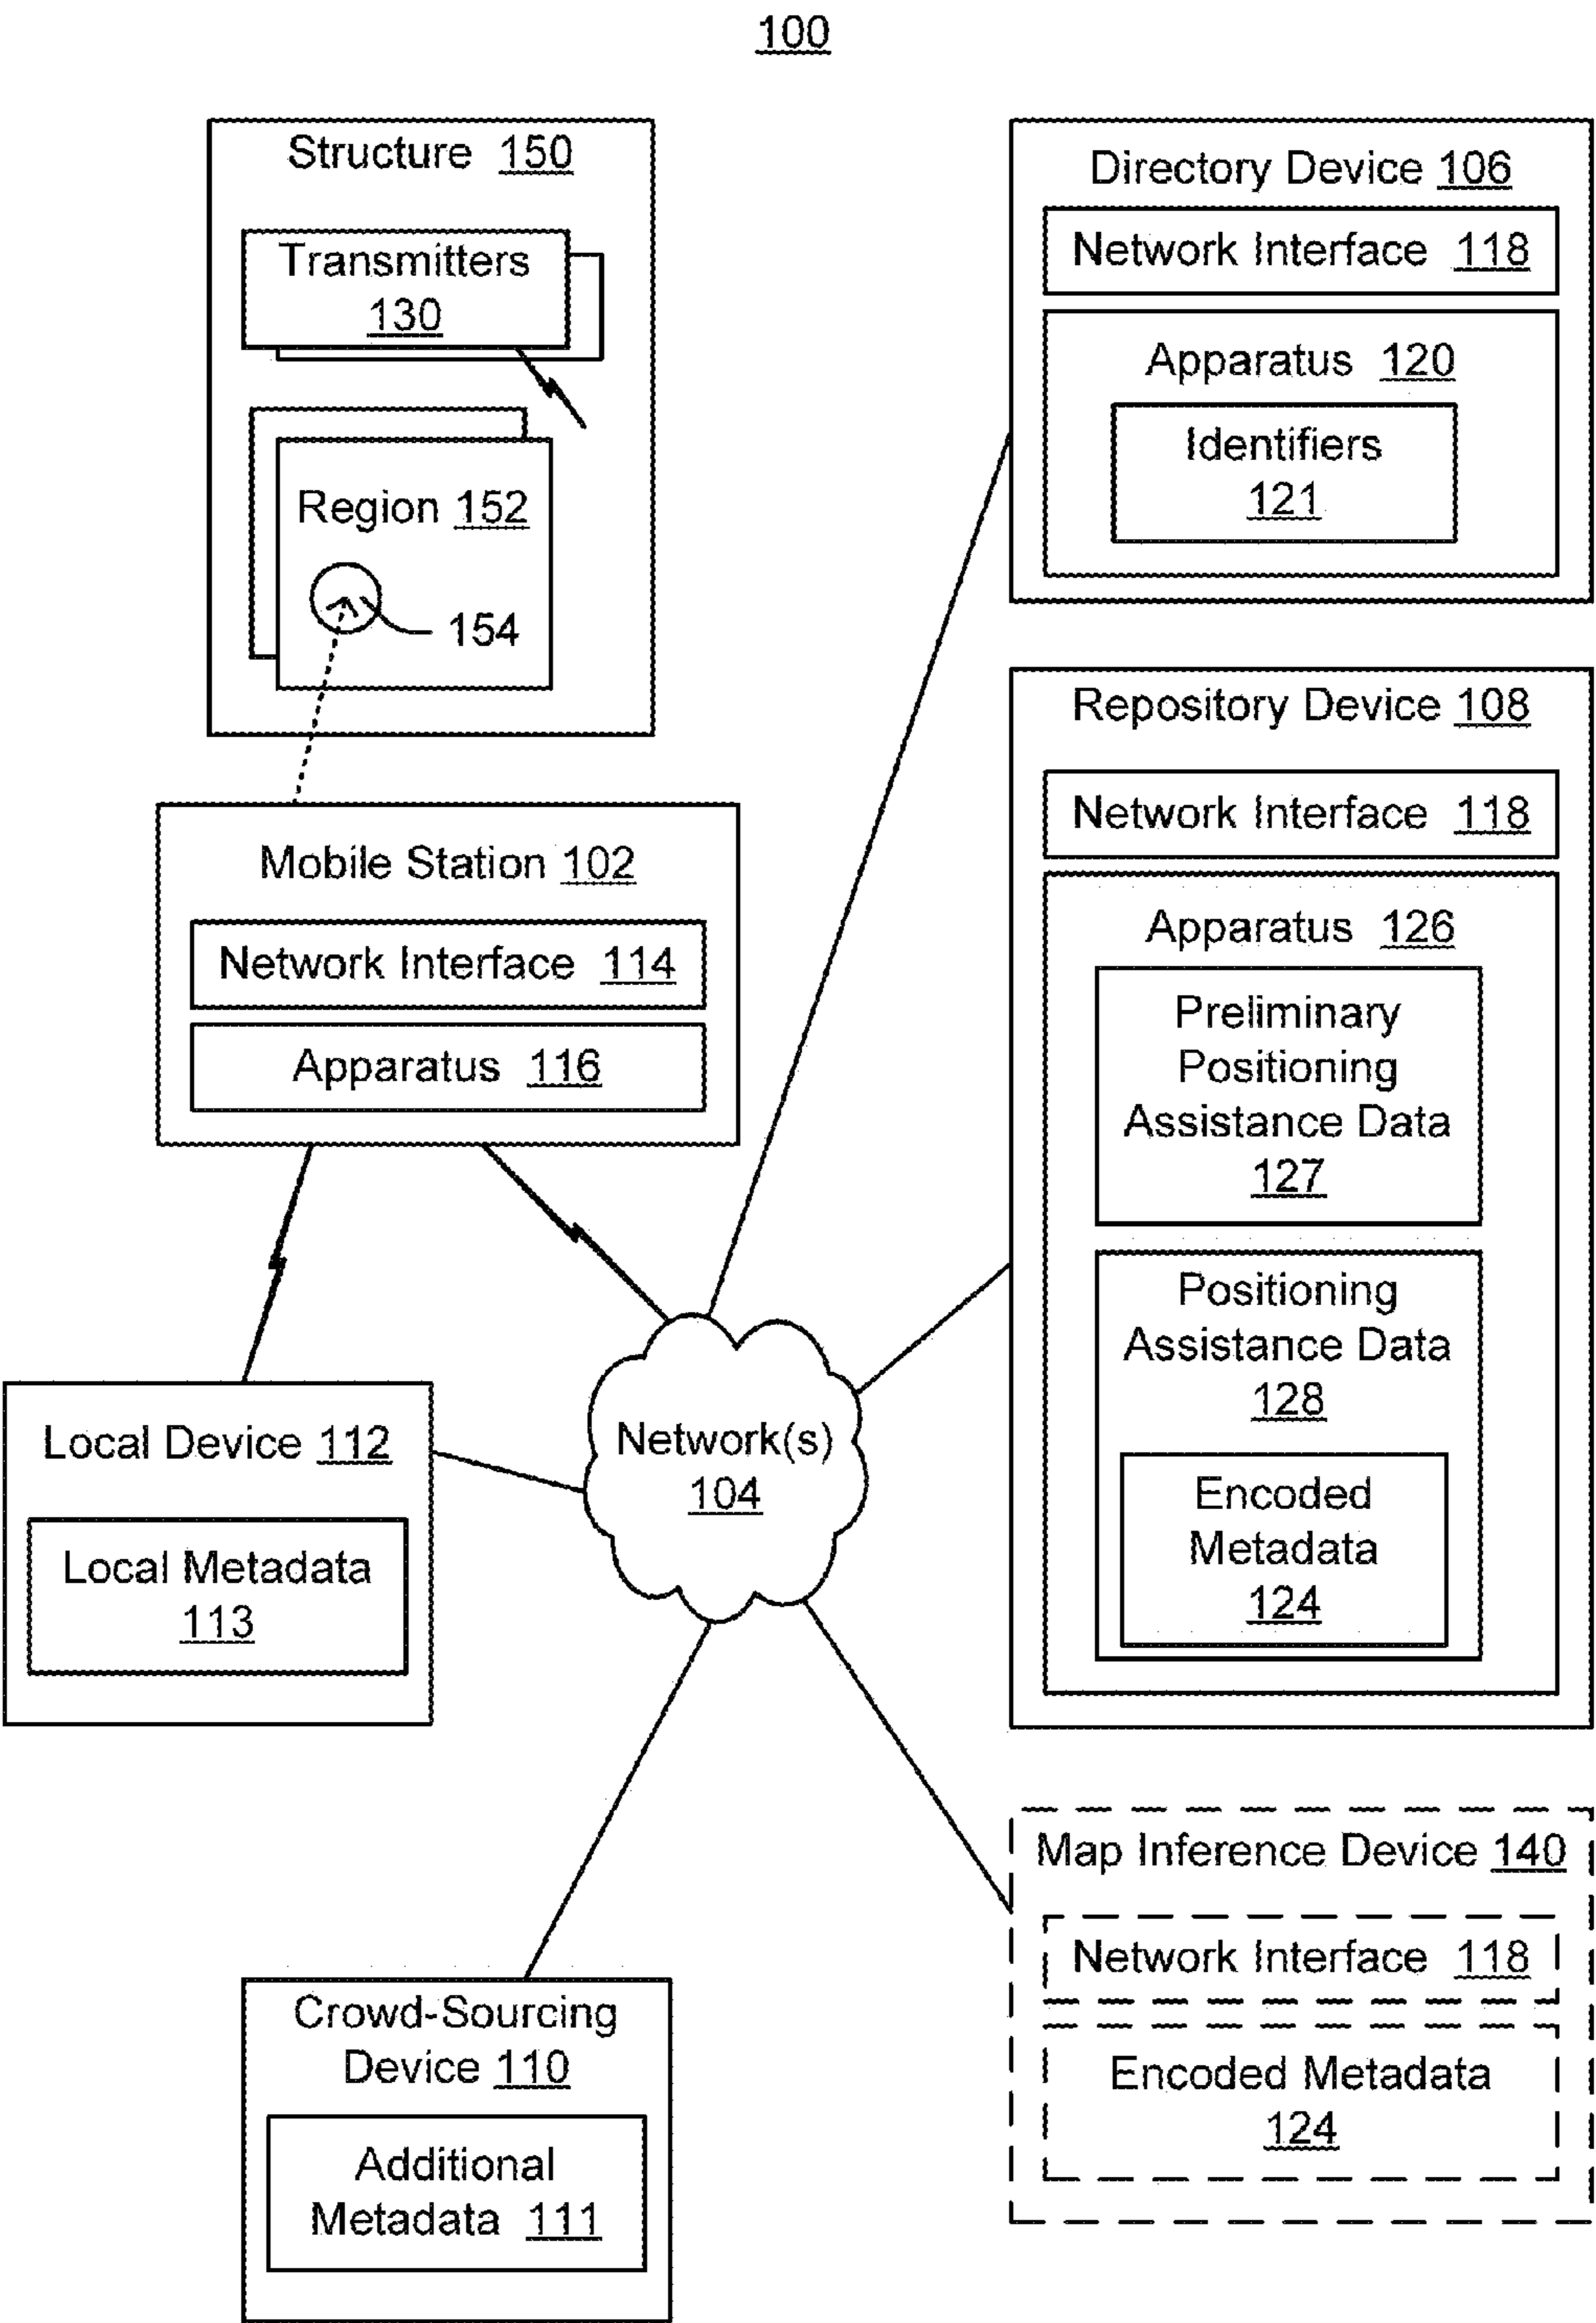 100
Structure 150
Transmitters
130
Region 152
154
Mobile Station 102
Network Interface 114
Apparatus 116
Local Device 112
Local Metadata
113
Network(s)
104
Crowd-Sourcing
Device 110
Additional
Metadata 111
Directory Device 106
Network Interface 118
Apparatus 120
Identifiers
121
Repository Device 108
Network Interface 118
Apparatus 126
Preliminary
Positioning
Assistance Data
127
Positioning
Assistance Data
128
Encoded
Metadata
124
Map Inference Device 140
Network Interface 118
Encoded Metadata
124